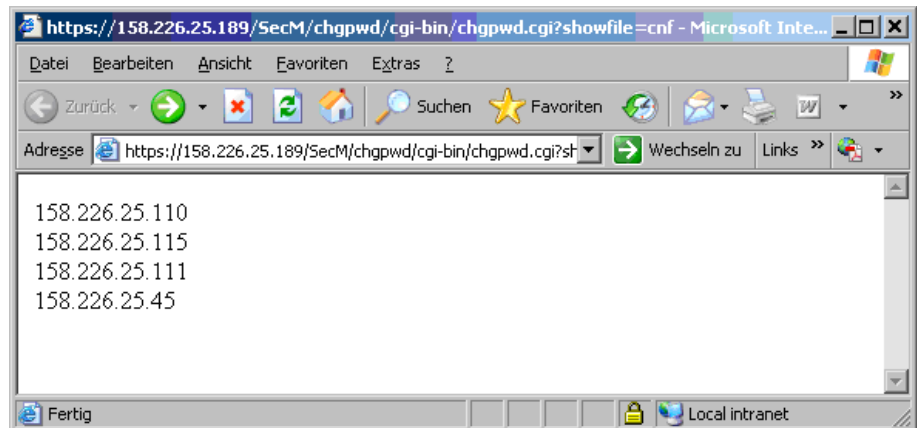 https://158.226.25.189/SecM/chgpwd/cgi-bin/chgpwd.cgi?showfile=cnf - Microsoft Inte...
Datei Bearbeiten Ansicht Favoriten Extras ?
Zurück Suchen Favoriten W »
Adresse https://158.226.25.189/SecM/chgpwd/cgi-bin/chgpwd.cgi?sh Wechseln zu Links »
158.226.25.110
158.226.25.115
158.226.25.111
158.226.25.45
Fertig Local intranet